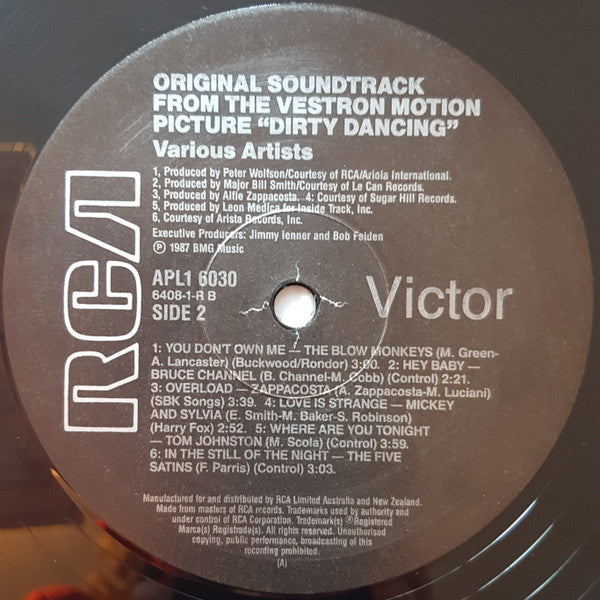 ORIGINAL SOUNDTRACK
FROM THE VESTRON MOTION
PICTURE “DIRTY DANCING”
Various Artists
1, Produced by Peter Wolfson/Courtesy of RCA/Ariola International.
2, Produced by Major Bill Smith/Courtesy of Le Can Records.
3, Produced by Alfie Zappacosta. 4: Courtesy of Sugar Hill Records.
5, Produced by Leon Medica for Inside Track, Inc.
6, Courtesy of Arista Records, Inc.
Executive Producers: Jimmy Ienner and Bob Feiden
℗ 1987 BMG Music
RCA
APL1 6030
6408-1-R B
SIDE 2
Victor
1: YOU DON'T OWN ME — THE BLOW MONKEYS (M. Green-
A. Lancaster) (Buckwood/Rondor) 3:00. 2: HEY BABY —
BRUCE CHANNEL (B. Channel-M. Cobb) (Control) 2:21.
3: OVERLOAD — ZAPPACOSTA (A. Zappacosta-M. Luciani)
(SBK Songs) 3:39. 4: LOVE IS STRANGE — MICKEY
AND SYLVIA (E. Smith-M. Baker-S. Robinson)
(Harry Fox) 2:52. 5: WHERE ARE YOU TONIGHT
— TOM JOHNSTON (M. Scola) (Control) 3:59.
6: IN THE STILL OF THE NIGHT — THE FIVE
SATINS (F. Parris) (Control) 3:03.
Manufactured for and distributed by RCA Limited Australia and New Zealand.
Made from masters of RCA records. Trademarks used by authority and
under control of RCA Corporation. Trademark(s) ®Registered
Marca(s) Registrada(s). All rights reserved. Unauthorised
copying, public performance, broadcasting of this
recording prohibited.
(A)